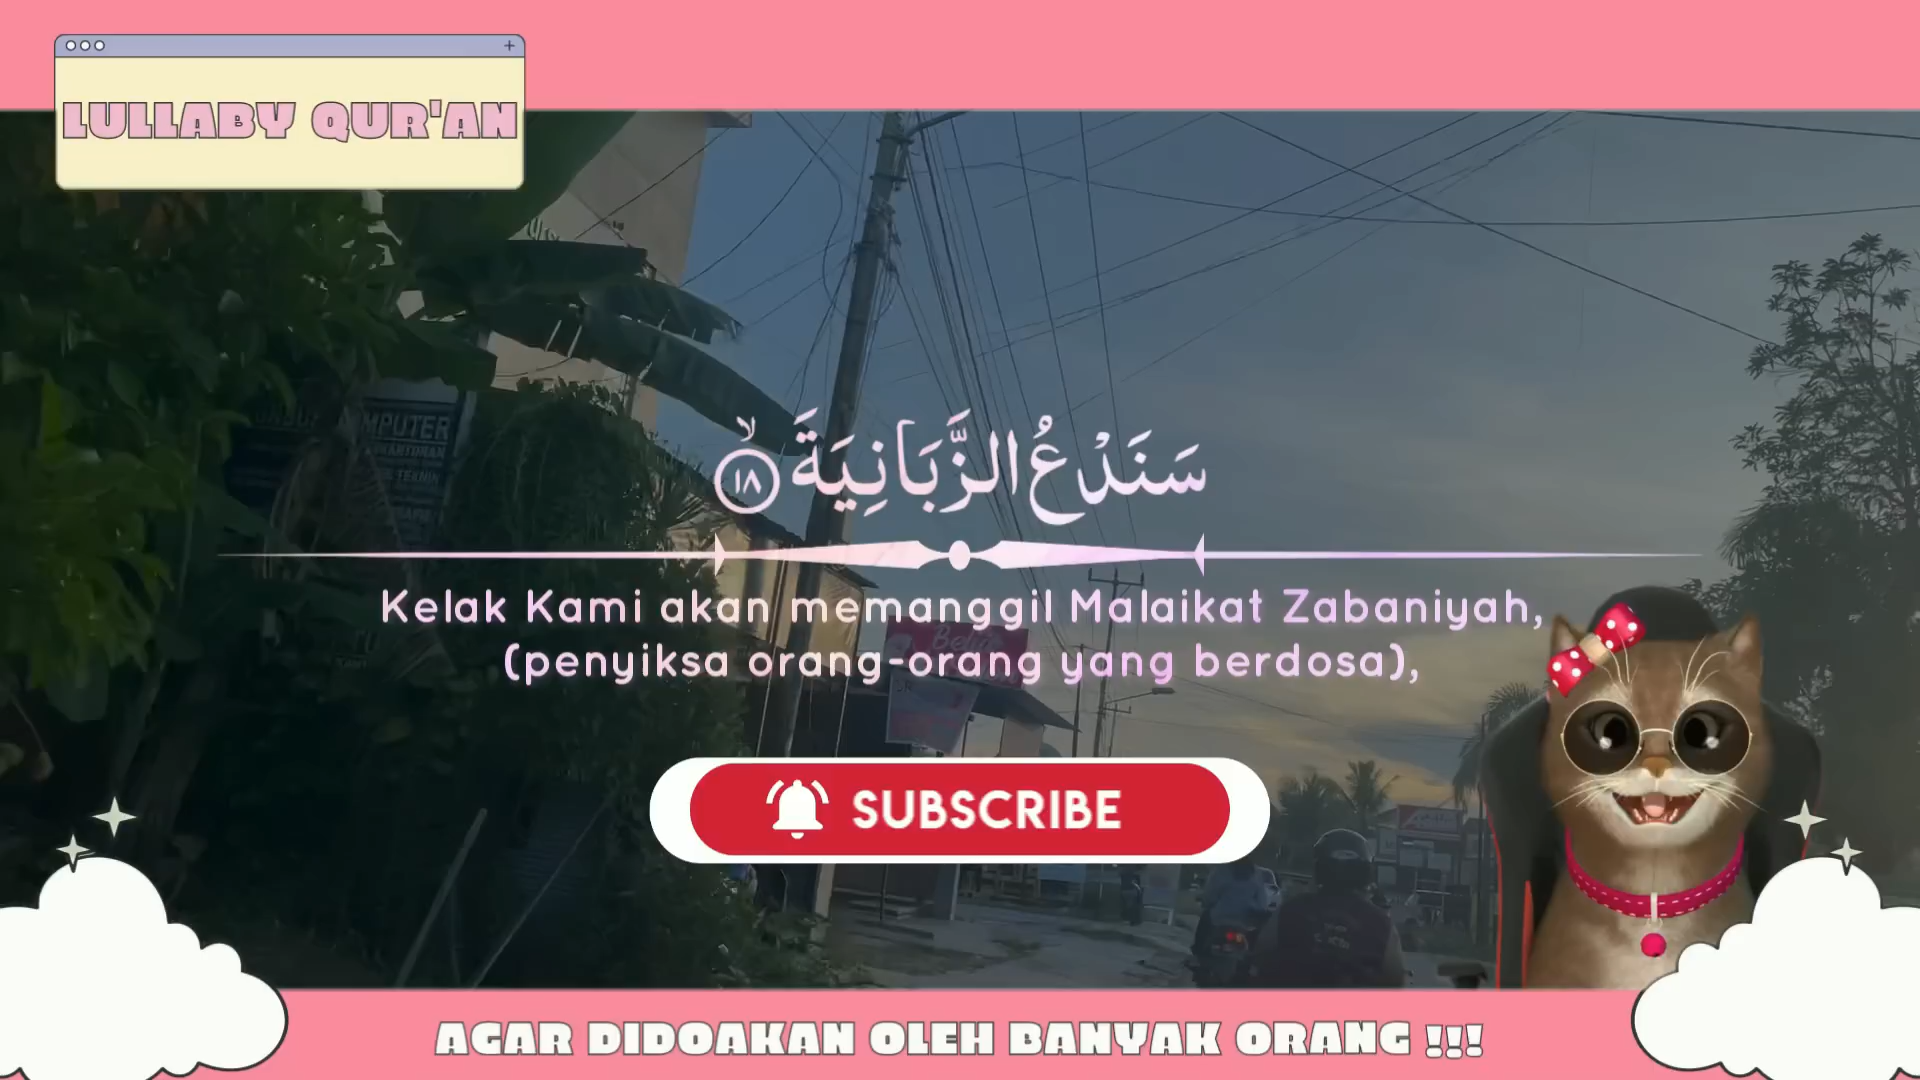 LULLABY QUR'AN
COMPUTER
سَنَدْعُ الزَّبَانِيَةَ ۙ ١٨
Kelak Kami akan memanggil Malaikat Zabaniyah,
(penyiksa orang-orang yang berdosa),
SUBSCRIBE
AGAR DIDOAKAN OLEH BANYAK ORANG !!!